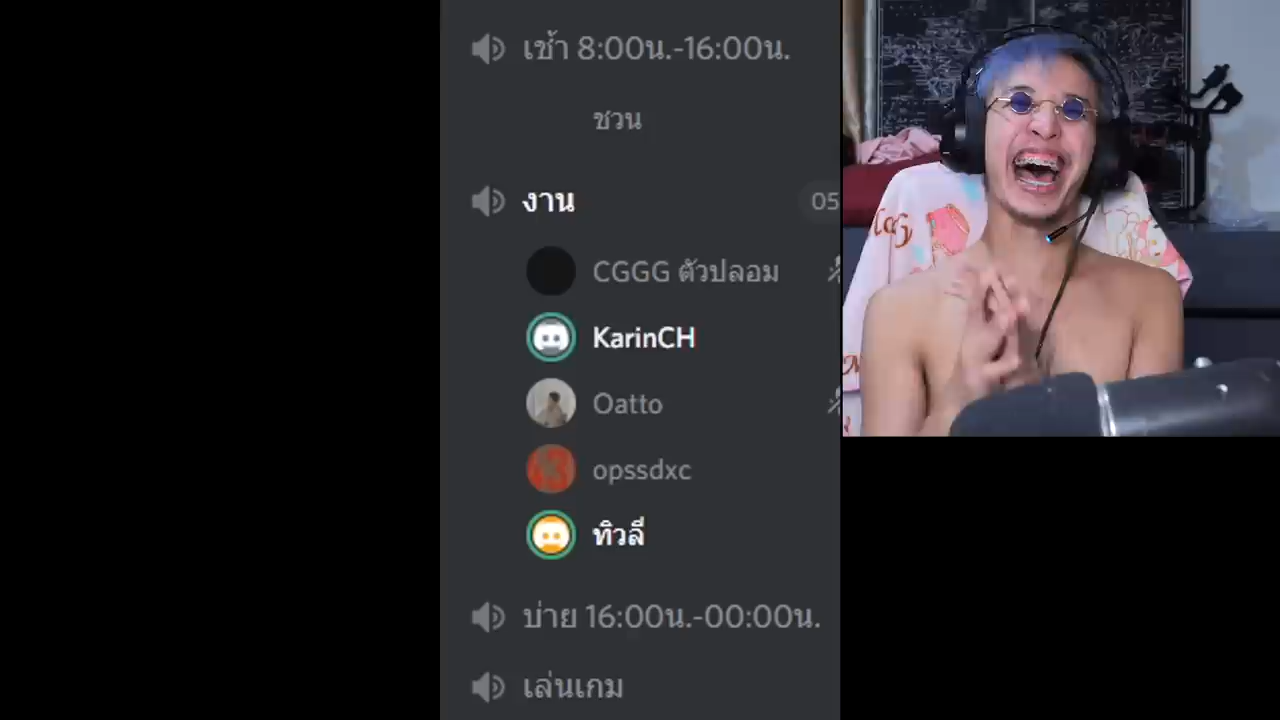 เช้า 8:00น.-16:00น.
ชวน
งาน
05
CGGG ตัวปลอม
KarinCH
Oatto
opssdxc
ทิวลี่
บ่าย 16:00น.-00:00น.
เล่นเกม